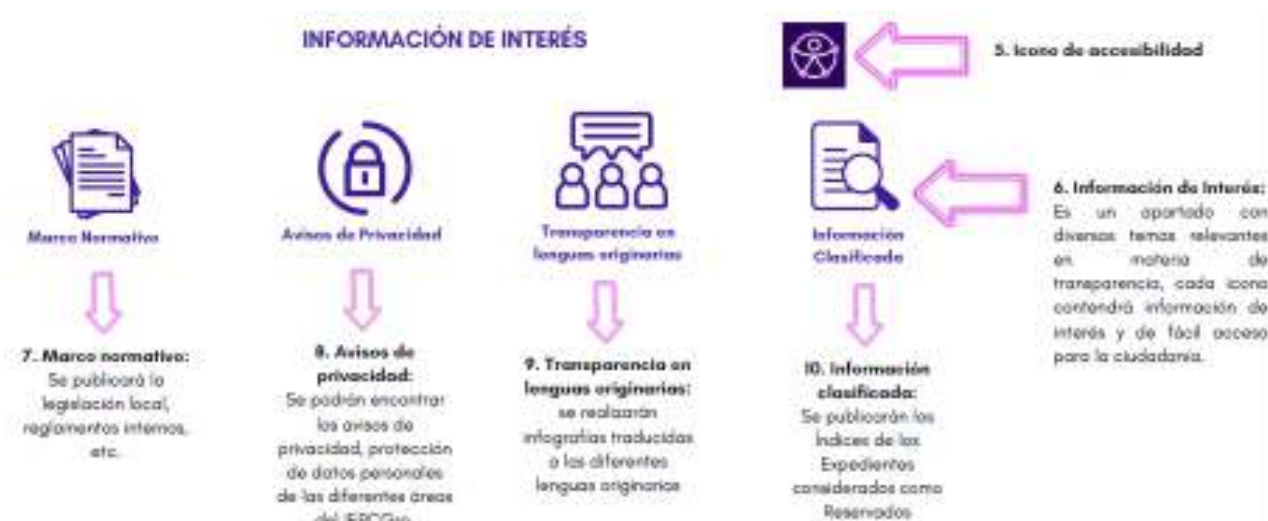 INFORMACIÓN DE INTERÉS
5. Icono de accesibilidad
Marco Normativo
Avisos de Privacidad
Transparencia en
lenguas originarias
Información
Clasificada
6. Información de Interés:
Es un apartado con
diversos temas relevantes
en materia de
transparencia, cada icono
contendrá información de
interés y de fácil acceso
para la ciudadanía.
7. Marco normativo:
Se publicará la
legislación local,
reglamentos internos,
etc.
8. Avisos de
privacidad:
Se podrán encontrar
los avisos de
privacidad, protección
de datos personales
de las diferentes áreas
del IEPCGro
9. Transparencia en
lenguas originarias:
se realizarán
infografías traducidas
a las diferentes
lenguas originarias
10. Información
clasificada:
Se publicarán los
Índices de los
Expedientes
considerados como
Reservados